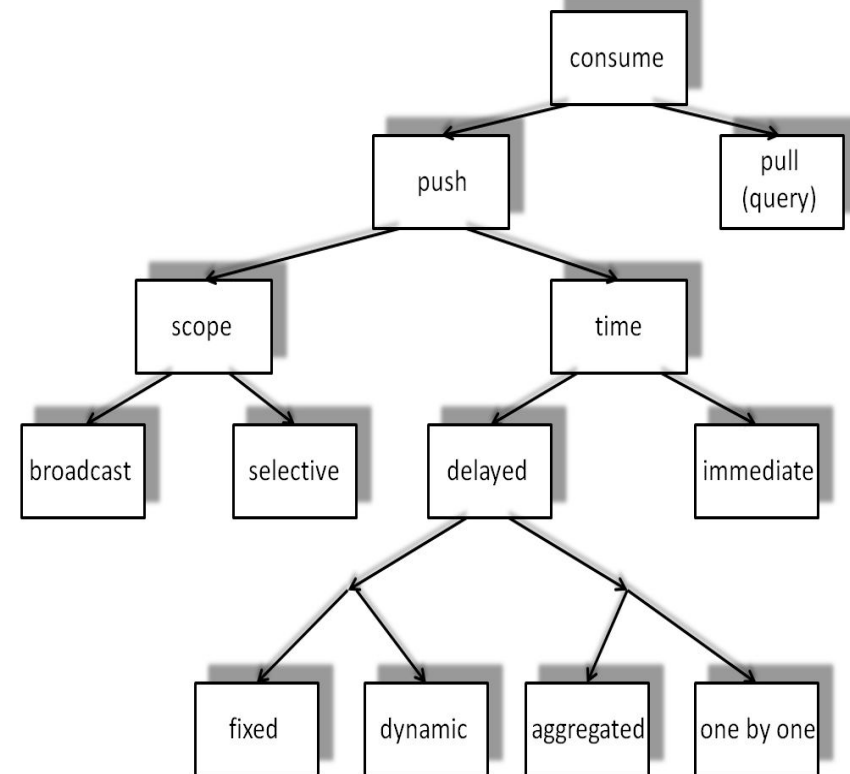 consume
push
pull
(query)
scope
time
broadcast
selective
delayed
immediate
fixed
dynamic
aggregated
one by one